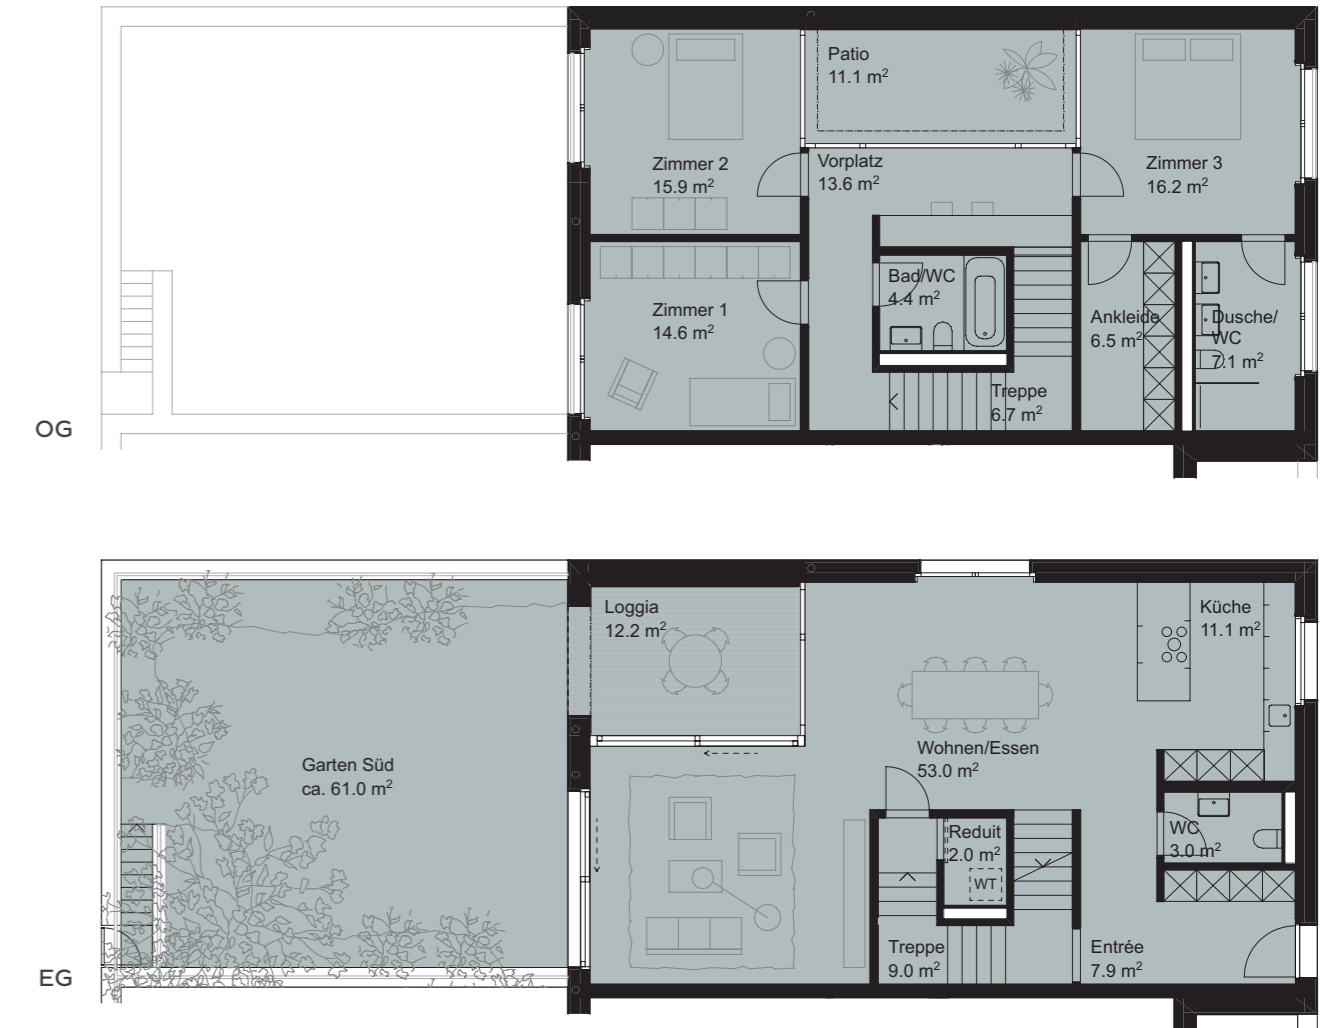 Patio
11.1 m²
Zimmer 2
15.9 m²
Vorplatz
13.6 m²
Zimmer 3
16.2 m²
Bad/WC
4.4 m²
Zimmer 1
14.6 m²
Ankleide
6.5 m²
Dusche/
WC
7.1 m²
Treppe
6.7 m²
OG
Loggia
12.2 m²
Küche
11.1 m²
Wohnen/Essen
53.0 m²
Garten Süd
ca. 61.0 m²
Reduit
2.0 m²
WT
WC
3.0 m²
Treppe
9.0 m²
Entrée
7.9 m²
EG